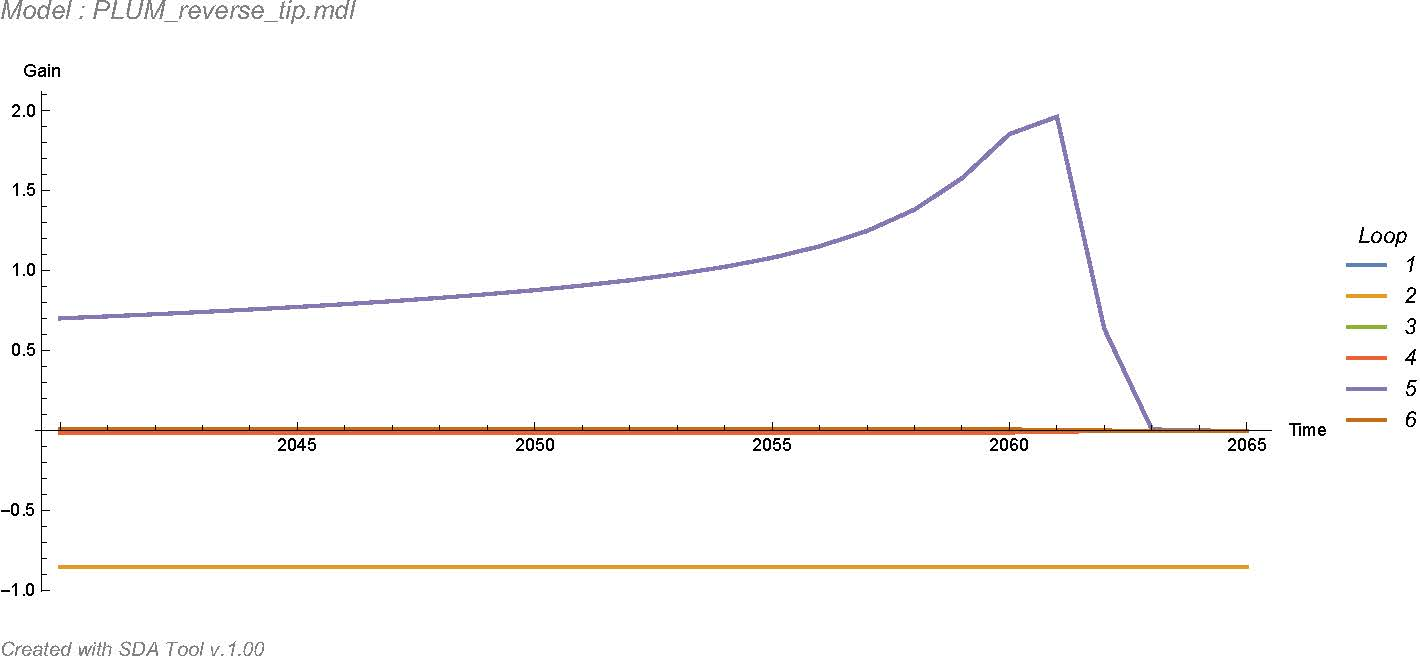 Model : PLUM_reverse_tip.mdl
Gain
2.0
1.5
1.0
0.5
2045 2050 2055 2060 2065 Time
−0.5
−1.0
Loop
1
2
3
4
5
6
Created with SDA Tool v.1.00